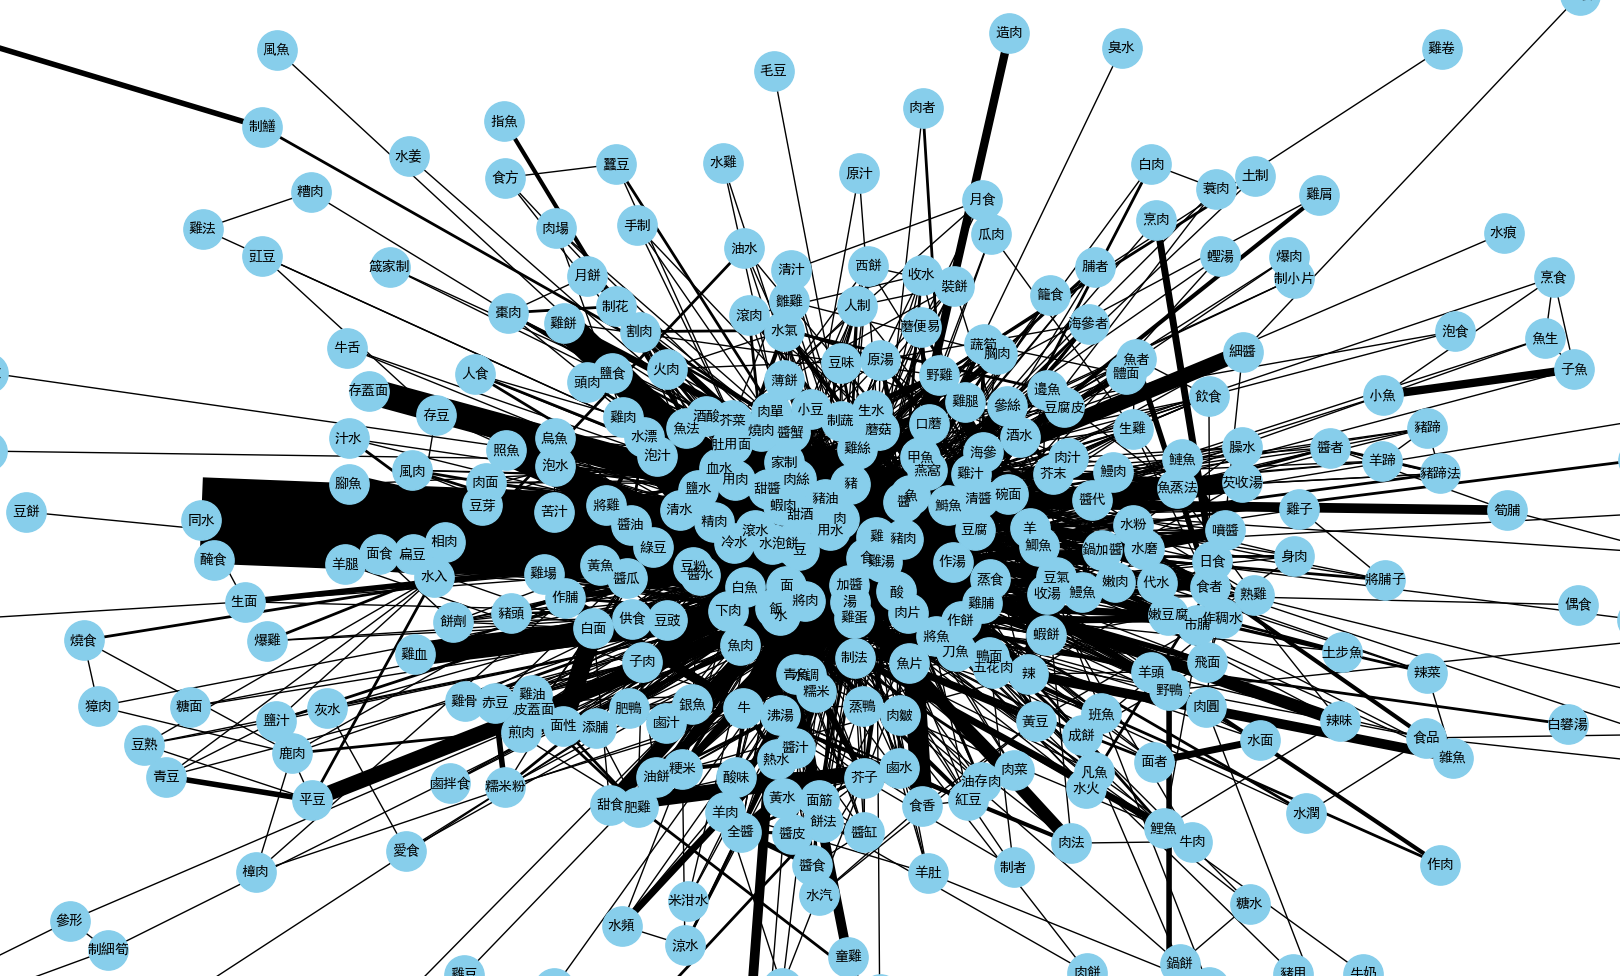 造肉
臭水
雞卷
風魚
毛豆
肉者
指魚
制鱔
水姜
蠶豆
水雞
原汁
白肉
土制
食方
糟肉
蓑肉
雞屑
月食
烹肉
雞法
肉場
手制
瓜肉
水痕
油水
豇豆
箴家制
月餅
清汁
西餅
收水
脯者
鯉湯
爆肉
制小片
烹食
裝餅
籠食
制花
雛雞
人制
棗肉
雞餅
割肉
滾肉
水氣
磨便易
海參者
泡食
魚生
牛舌
蔬筍
胸肉
細醬
豆味
原湯
魚者
體面
子魚
人食
頭肉
鹽食
火肉
薄餅
野雞
存蓋面
邊魚
豆腐皮
飲食
小魚
存豆
雞肉
酒酸
芥菜
肉單
小豆
制蔬
生水
雞腿
參絲
魚法
燒肉
醬蟹
蘑菇
口蘑
生雞
豬蹄
汁水
烏魚
水漂
肚用面
雞絲
酒水
臊水
醬者
照魚
泡汁
家制
甲魚
海參
肉汁
鰱魚
羊蹄
風肉
泡水
血水
用肉
肉絲
燕窩
雞汁
芥末
鰻肉
豬蹄法
腳魚
肉面
鹽水
甜醬
豬
魚蒸法
芡收湯
豆芽
苦汁
將雞
清水
蝦肉
豬油
醬
魚
鰣魚
清醬
碗面
醬代
雞子
筍脯
豆餅
同水
醬油
精肉
甜酒
肉
滾水
用水
豆腐
羊
水粉
噴醬
相肉
綠豆
冷水
水泡餅
豆
雞
豬肉
鯽魚
鍋加醬
水磨
醃食
羊腿
面食
扁豆
水入
雞場
黃魚
醬瓜
豆粉
醬水
食
雞湯
作湯
日食
身肉
將脯子
生面
作脯
白魚
面
加醬
酸
蒸食
豆氣
收湯
鰻魚
嫩肉
代水
食者
熟雞
偶食
豬頭
餅劑
白面
供食
豆豉
下肉
飯
水
將肉
湯
雞蛋
肉片
雞脯
作餅
嫩豆腐
市脯
作稠水
燒食
爆雞
雞血
子肉
魚肉
制法
將魚
刀魚
鴨面
蝦餅
土步魚
魚片
五花肉
辣
羊頭
飛面
辣菜
糯米
野鴨
獐肉
糖面
鹽汁
灰水
雞骨
赤豆
雞油
皮蓋面
肥鴨
銀魚
牛
沸湯
蒸鴨
肉皴
黃豆
班魚
肉圓
辣味
白攀湯
豆熟
鹿肉
煎肉
面性
添脯
鹵汁
醬汁
成餅
水面
食品
雜魚
青豆
平豆
鹵拌食
糯米粉
油餅
粳米
酸味
熱水
芥子
鹵水
油存肉
肉菜
凡魚
水火
面者
甜食
肥雞
羊肉
黃水
面筋
食香
紅豆
水潤
愛食
全醬
醬皮
餅法
醬缸
肉法
鯉魚
牛肉
作肉
樟肉
醬食
羊肚
制者
水汽
米泔水
糖水
參形
制細筍
水頻
涼水
童雞
雞豆
肉餅
鍋餅
豬用
牛奶